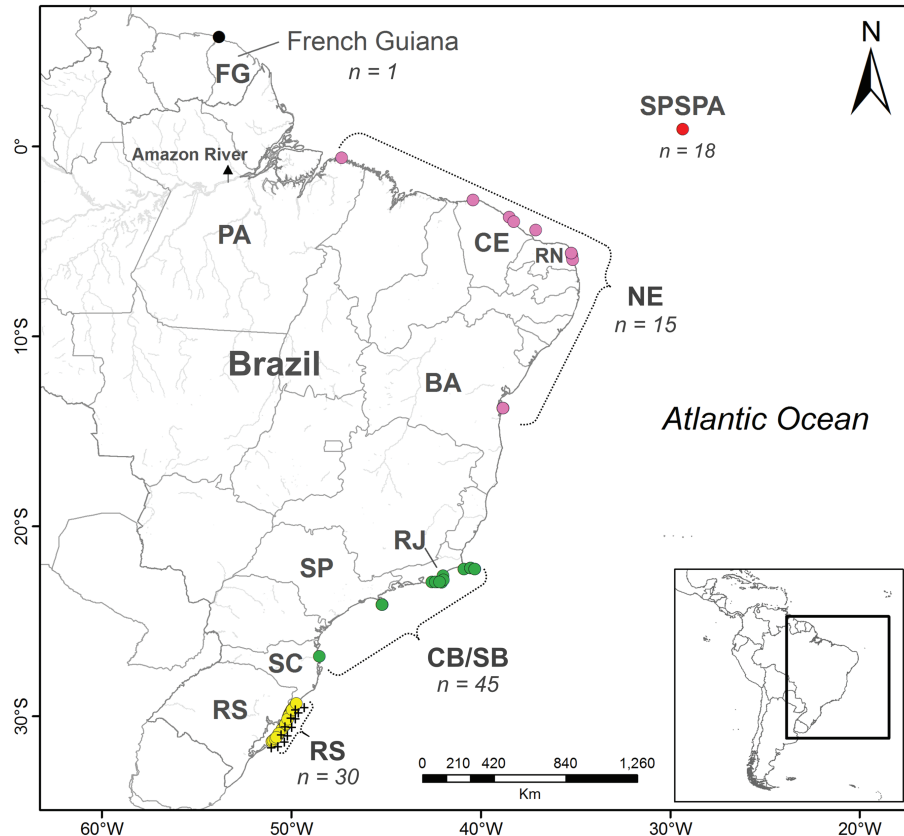 N
French Guiana
n = 1
FG
SPSPA
n = 18
0°
Amazon River
PA
CE
RN
NE
n = 15
10°S
Brazil
BA
Atlantic Ocean
20°S
RJ
SP
CB/SB
n = 45
SC
30°S
RS
RS
n = 30
0 210 420 840 1,260
Km
60°W 50°W 40°W 30°W 20°W